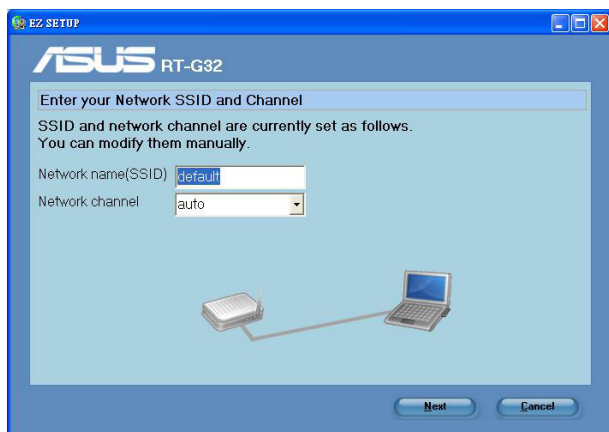 EZ SETUP
ASUS RT-G32
Enter your Network SSID and Channel
SSID and network channel are currently set as follows.
You can modify them manually.
Network name(SSID) default
Network channel auto
Next Cancel